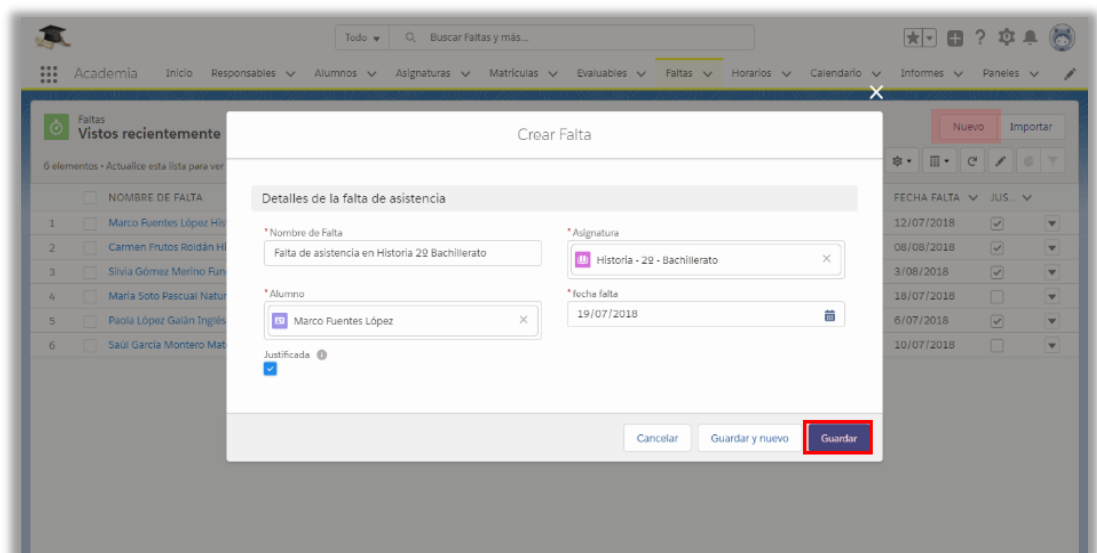 Todo Buscar Faltas y más...
Academia Inicio Responsables Alumnos Asignaturas Matrículas Evaluables Faltas Horarios Calendario Informes Paneles
Faltas
Vistos recientemente
Nuevo Importar
6 elementos • Actualice esta lista para ver
NOMBRE DE FALTA FECHA FALTA JUS...
1 Marco Fuentes López His 12/07/2018
2 Carmen Frutos Roldán Hi 08/08/2018
3 Silvia Gómez Merino Fun 3/08/2018
4 María Soto Pascual Natur 18/07/2018
5 Paola López Galán Inglés 6/07/2018
6 Saúl García Montero Mat 10/07/2018
Crear Falta
Detalles de la falta de asistencia
*Nombre de Falta
Falta de asistencia en Historia 2º Bachillerato
*Asignatura
Historia - 2º - Bachillerato
*Alumno
Marco Fuentes López
*fecha falta
19/07/2018
Justificada
Cancelar Guardar y nuevo Guardar